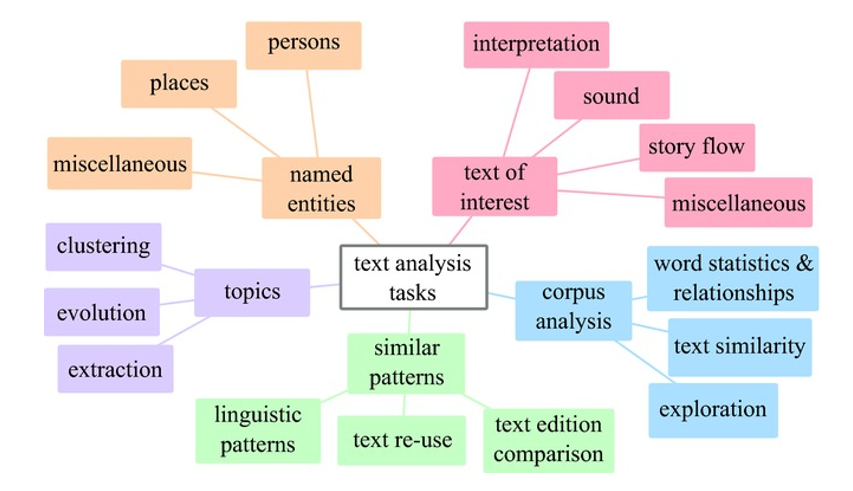 persons
places
miscellaneous
named
entities
interpretation
sound
story flow
miscellaneous
text of
interest
text analysis
tasks
clustering
evolution
extraction
topics
corpus
analysis
word statistics &
relationships
text similarity
exploration
similar
patterns
linguistic
patterns
text re-use
text edition
comparison